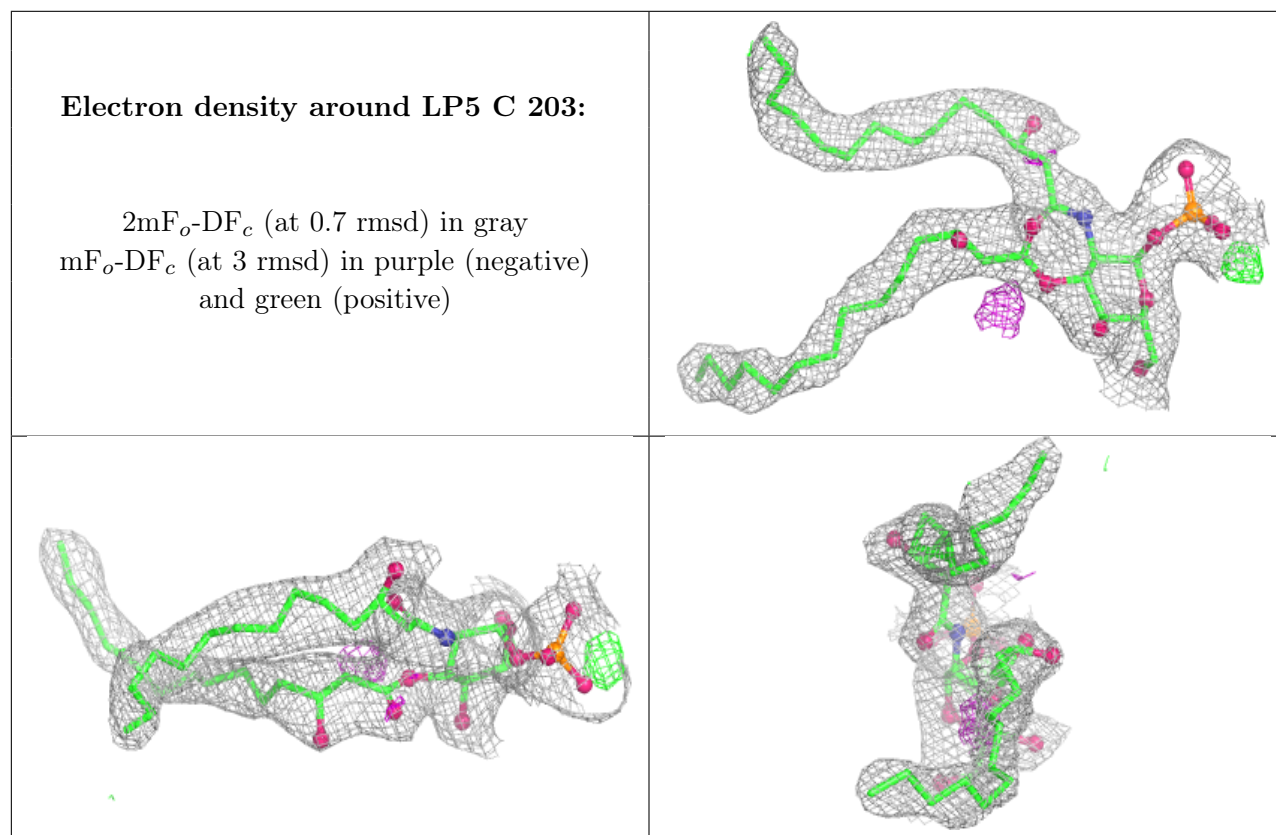 Electron density around LP5 C 203:
2mFo-DFc (at 0.7 rmsd) in gray
mFo-DFc (at 3 rmsd) in purple (negative)
and green (positive)